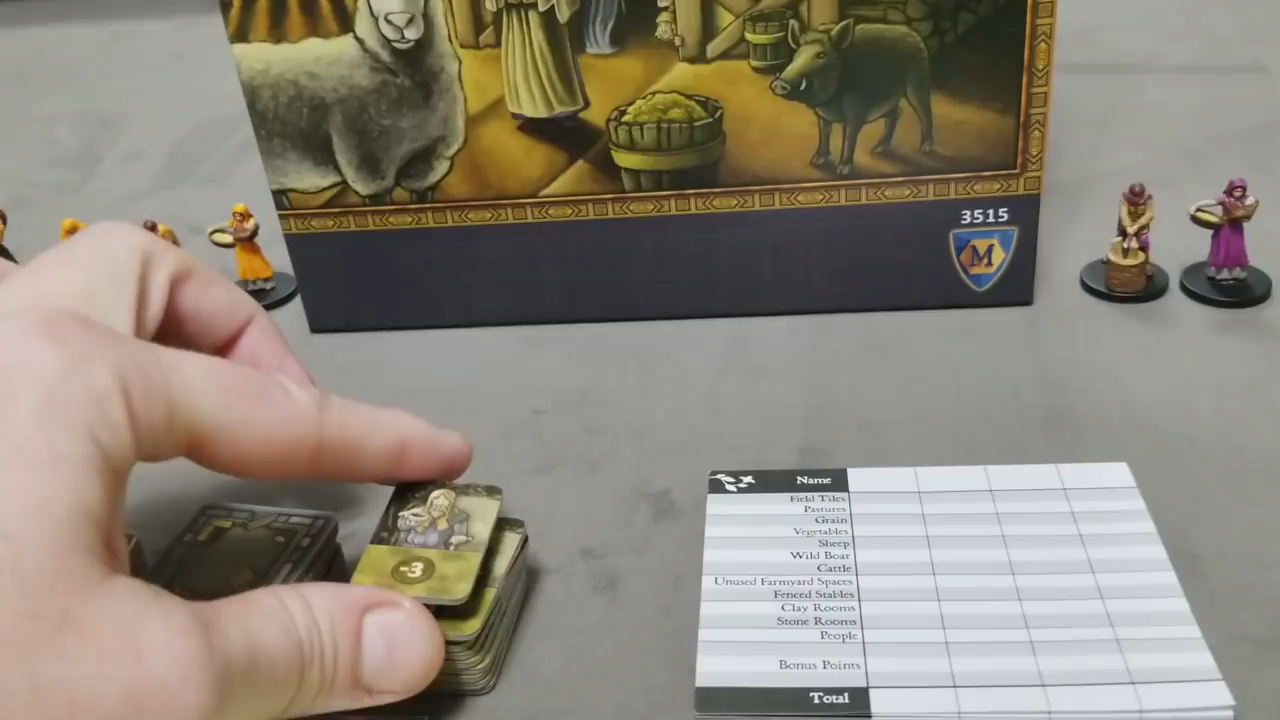 3515
M
-3
Name
Field Tiles
Pastures
Grain
Vegetables
Sheep
Wild Boar
Cattle
Unused Farmyard Spaces
Fenced Stables
Clay Rooms
Stone Rooms
People
Bonus Points
Total